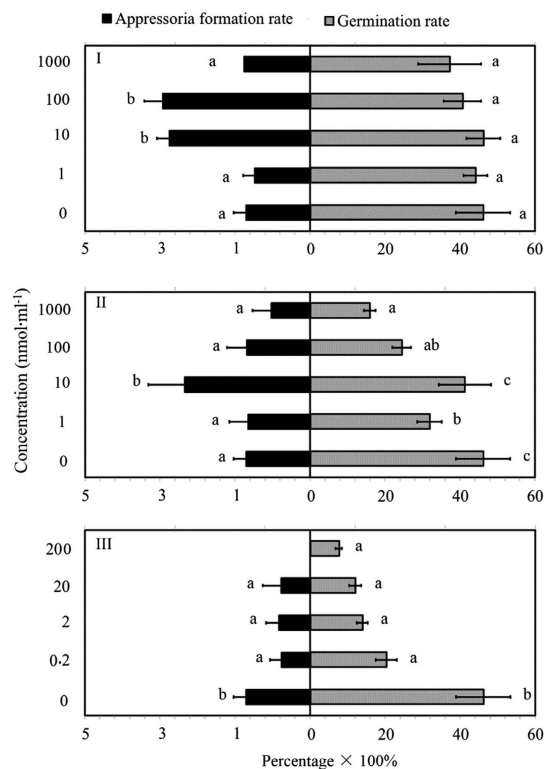 Appressoria formation rate Germination rate
I
1000 a a
100 b a
10 b a
1 a a
0 a a
5 3 1 0 20 40 60
Concentration (nmol·ml⁻¹)
II
1000 a a
100 a ab
10 b c
1 a b
0 a c
5 3 1 0 20 40 60
III
200 a
20 a a
2 a a
0·2 a a
0 b b
5 3 1 0 20 40 60
Percentage × 100%